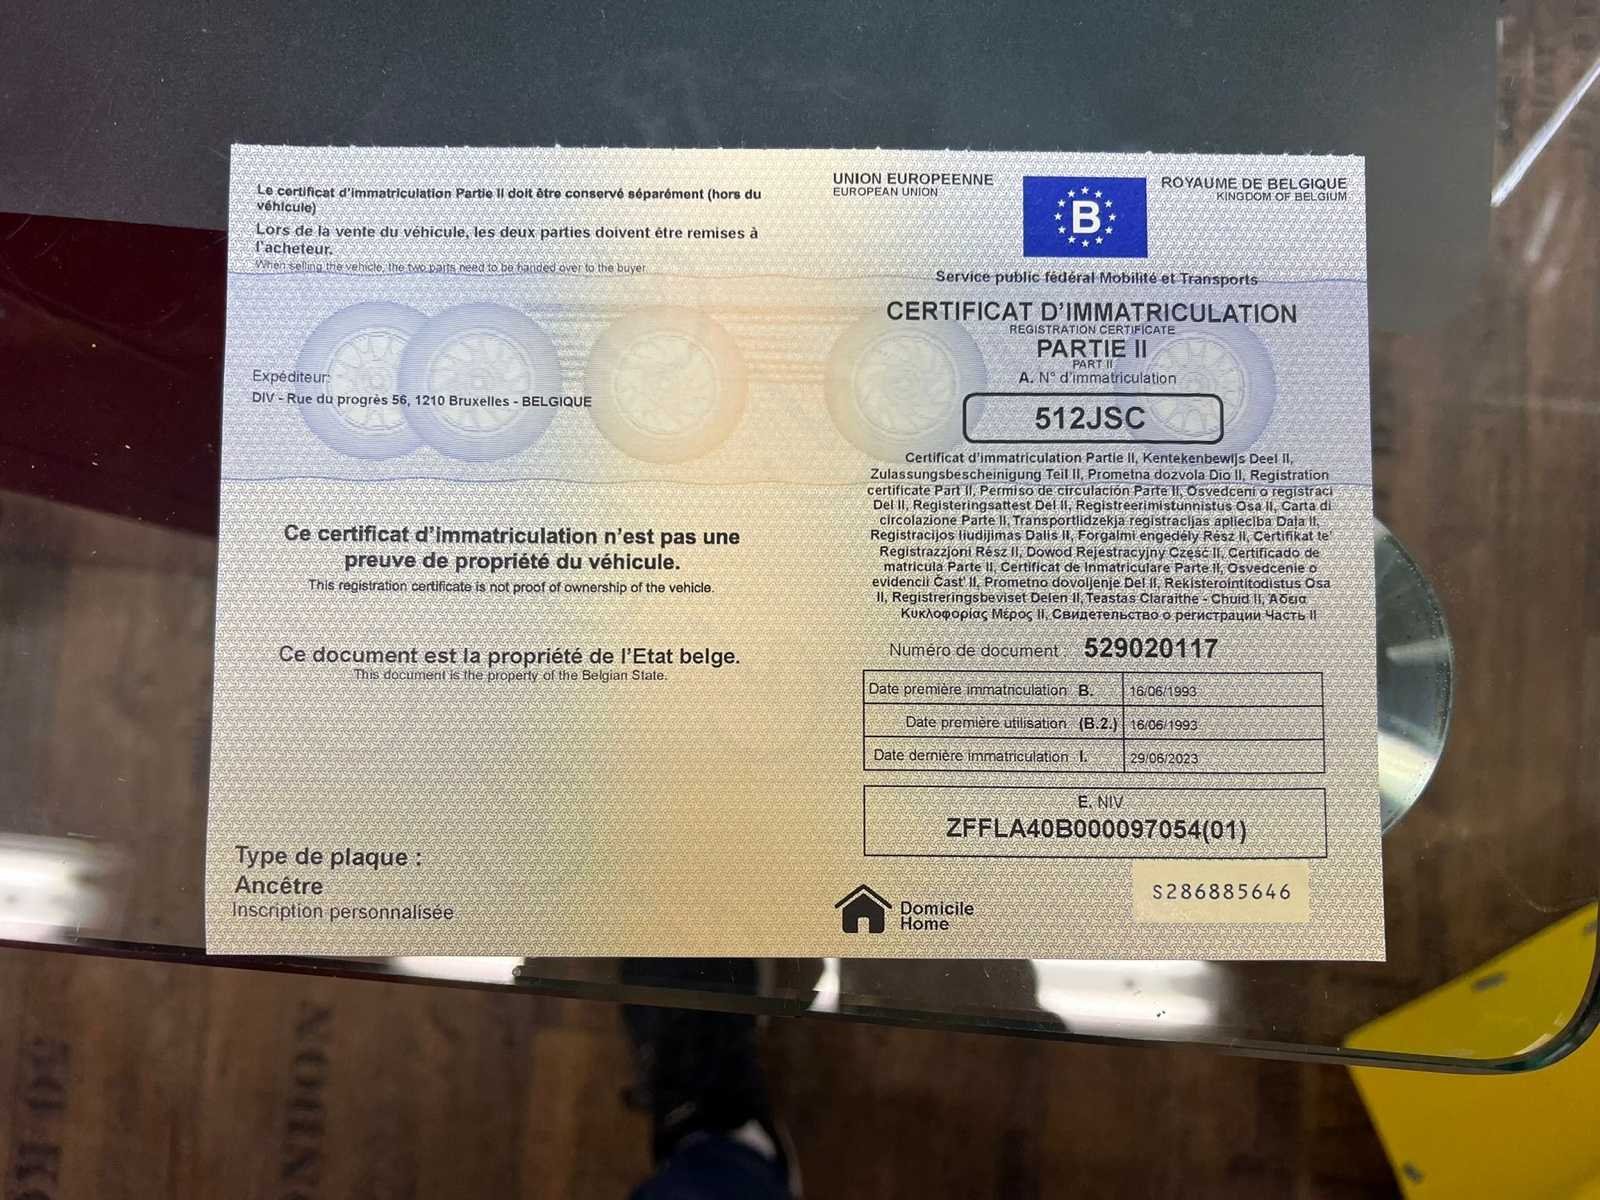 Le certificat d'immatriculation Partie II doit être conservé séparément (hors du
véhicule)
Lors de la vente du véhicule, les deux parties doivent être remises à
l'acheteur.
When selling the vehicle, the two parts need to be handed over to the buyer
Expéditeur:
DIV - Rue du progrès 56, 1210 Bruxelles - BELGIQUE
Ce certificat d'immatriculation n'est pas une
preuve de propriété du véhicule.
This registration certificate is not proof of ownership of the vehicle.
Ce document est la propriété de l'Etat belge.
This document is the property of the Belgian State.
Type de plaque :
Ancêtre
Inscription personnalisée
UNION EUROPEENNE
EUROPEAN UNION
B
ROYAUME DE BELGIQUE
KINGDOM OF BELGIUM
Service public fédéral Mobilité et Transports
CERTIFICAT D'IMMATRICULATION
REGISTRATION CERTIFICATE
PARTIE II
PART II
A. N° d'immatriculation
512JSC
Certificat d'immatriculation Partie II, Kentekenbewijs Deel II,
Zulassungsbescheinigung Teil II, Prometna dozvola Dio II, Registration
certificate Part II, Permiso de circulación Parte II, Osvedceni o registraci
Del II, Registeringsattest Del II, Registreerimistunnistus Osa II, Carta di
circolazione Parte II, Transportlidzekja registracijas aplieciba Dala II,
Registracijos liudijimas Dalis II, Forgalmi engedély Rész II, Certifikat te'
Registrazzjoni Rész II, Dowod Rejestracyjny Część II, Certificado de
matricula Parte II, Certificat de Inmatriculare Parte II, Osvedcenie o
evidencii Cast' II, Prometno dovoljenje Del II, Rekisterointitodistus Osa
II, Registreringsbeviset Delen II, Teastas Claraithe - Chuid II, Άδεια
Κυκλοφορίας Μέρος II, Свидетельство о регистрации Часть II
Numéro de document : 529020117
Date première immatriculation B. 16/06/1993
Date première utilisation (B.2.) 16/06/1993
Date dernière immatriculation I. 29/06/2023
E. NIV
ZFFLA40B000097054(01)
Domicile
Home
S286885646
NDON